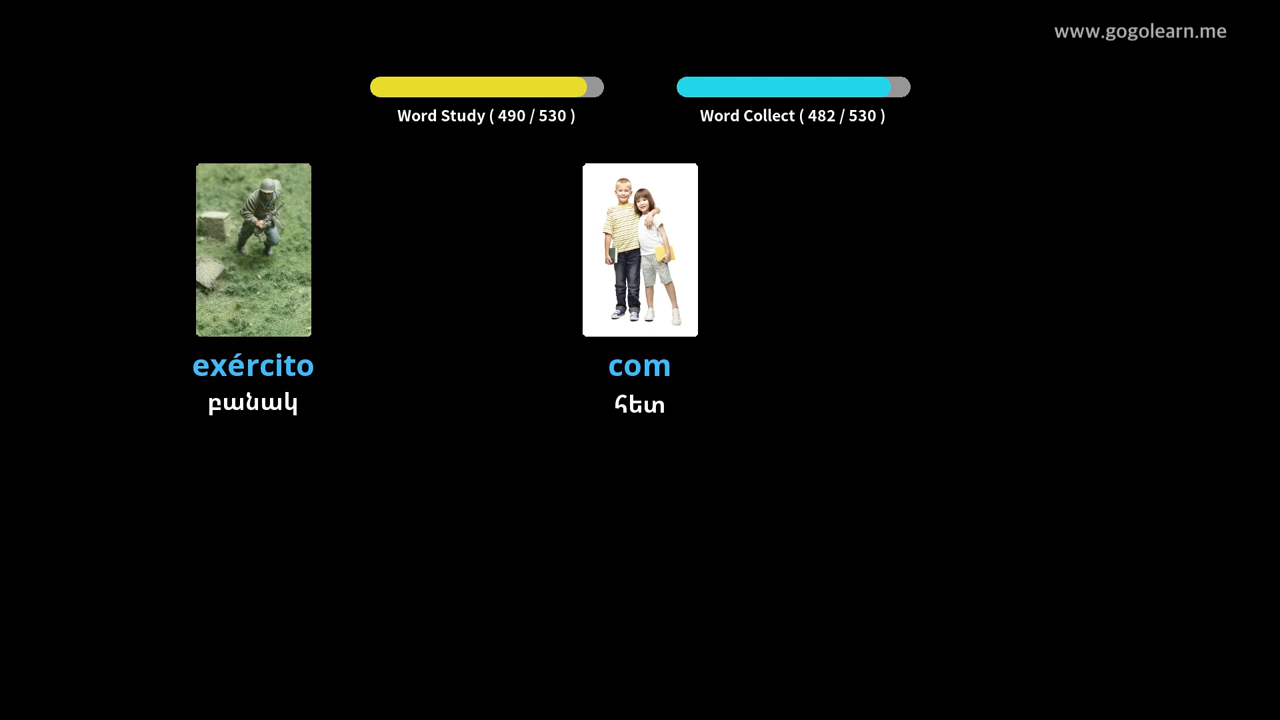 www.gogolearn.me
Word Study ( 490 / 530 )
Word Collect ( 482 / 530 )
exército
բանակ
com
հետ